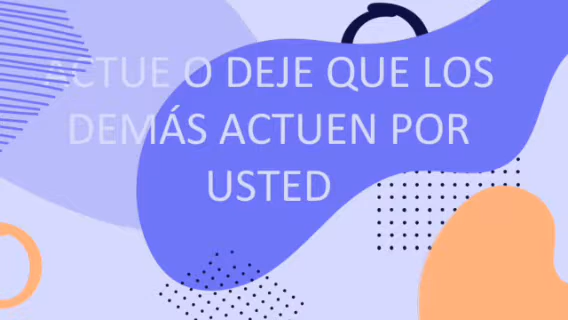 ACTUE O DEJE QUE LOS
DEMÁS ACTUEN POR
USTED